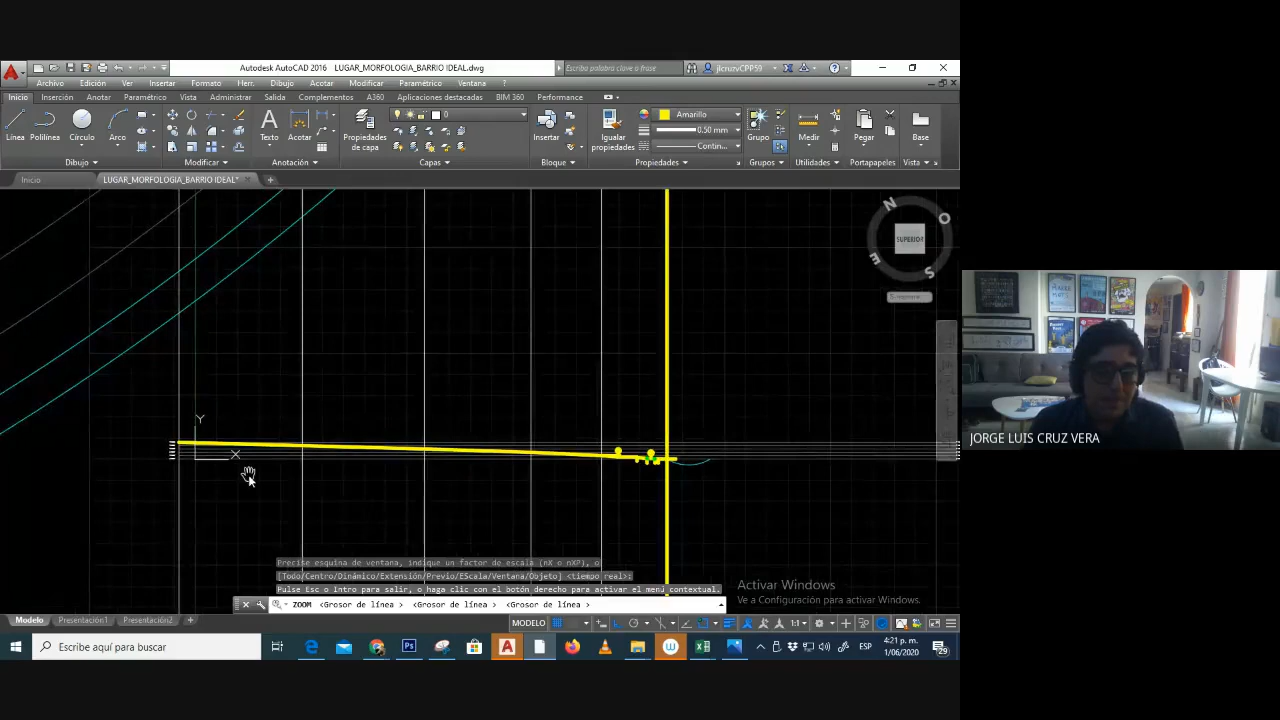 Autodesk AutoCAD 2016 LUGAR_MORFOLOGIA_BARRIO IDEAL.dwg
Escriba palabra clave o frase
jlcruzvCPP59
Archivo Edición Ver Insertar Formato Herr. Dibujo Acotar Modificar Paramétrico Ventana
Inicio Inserción Anotar Paramétrico Vista Administrar Salida Complementos A360 Aplicaciones destacadas BIM 360 Performance
Línea Polilínea Círculo Arco
Texto Acotar
Propiedades de capa
0
Insertar
Igualar propiedades
Amarillo
0.50 mm
Contin...
Grupo
Medir
Pegar
Base
Dibujo Modificar Anotación Capas Bloque Propiedades Grupos Utilidades Portapapeles Vista
Inicio LUGAR_MORFOLOGIA_BARRIO IDEAL*
N
O
SUPERIOR
E
S
Y
X
JORGE LUIS CRUZ VERA
Precise esquina de ventana, indique un factor de escala (nX o nXP), o
[Todo/Centro/Dinámico/Extensión/Previo/EScala/Ventana/Objeto] <tiempo real>:
Pulse Esc o Intro para salir, o haga clic con el botón derecho para activar el menú contextual.
ZOOM <Grosor de línea> <Grosor de línea> <Grosor de línea>
Activar Windows
Ve a Configuración para activar Windows.
Modelo Presentación1 Presentación2
MODELO
1:1
Escribe aquí para buscar
ESP
4:21 p. m.
1/06/2020
29